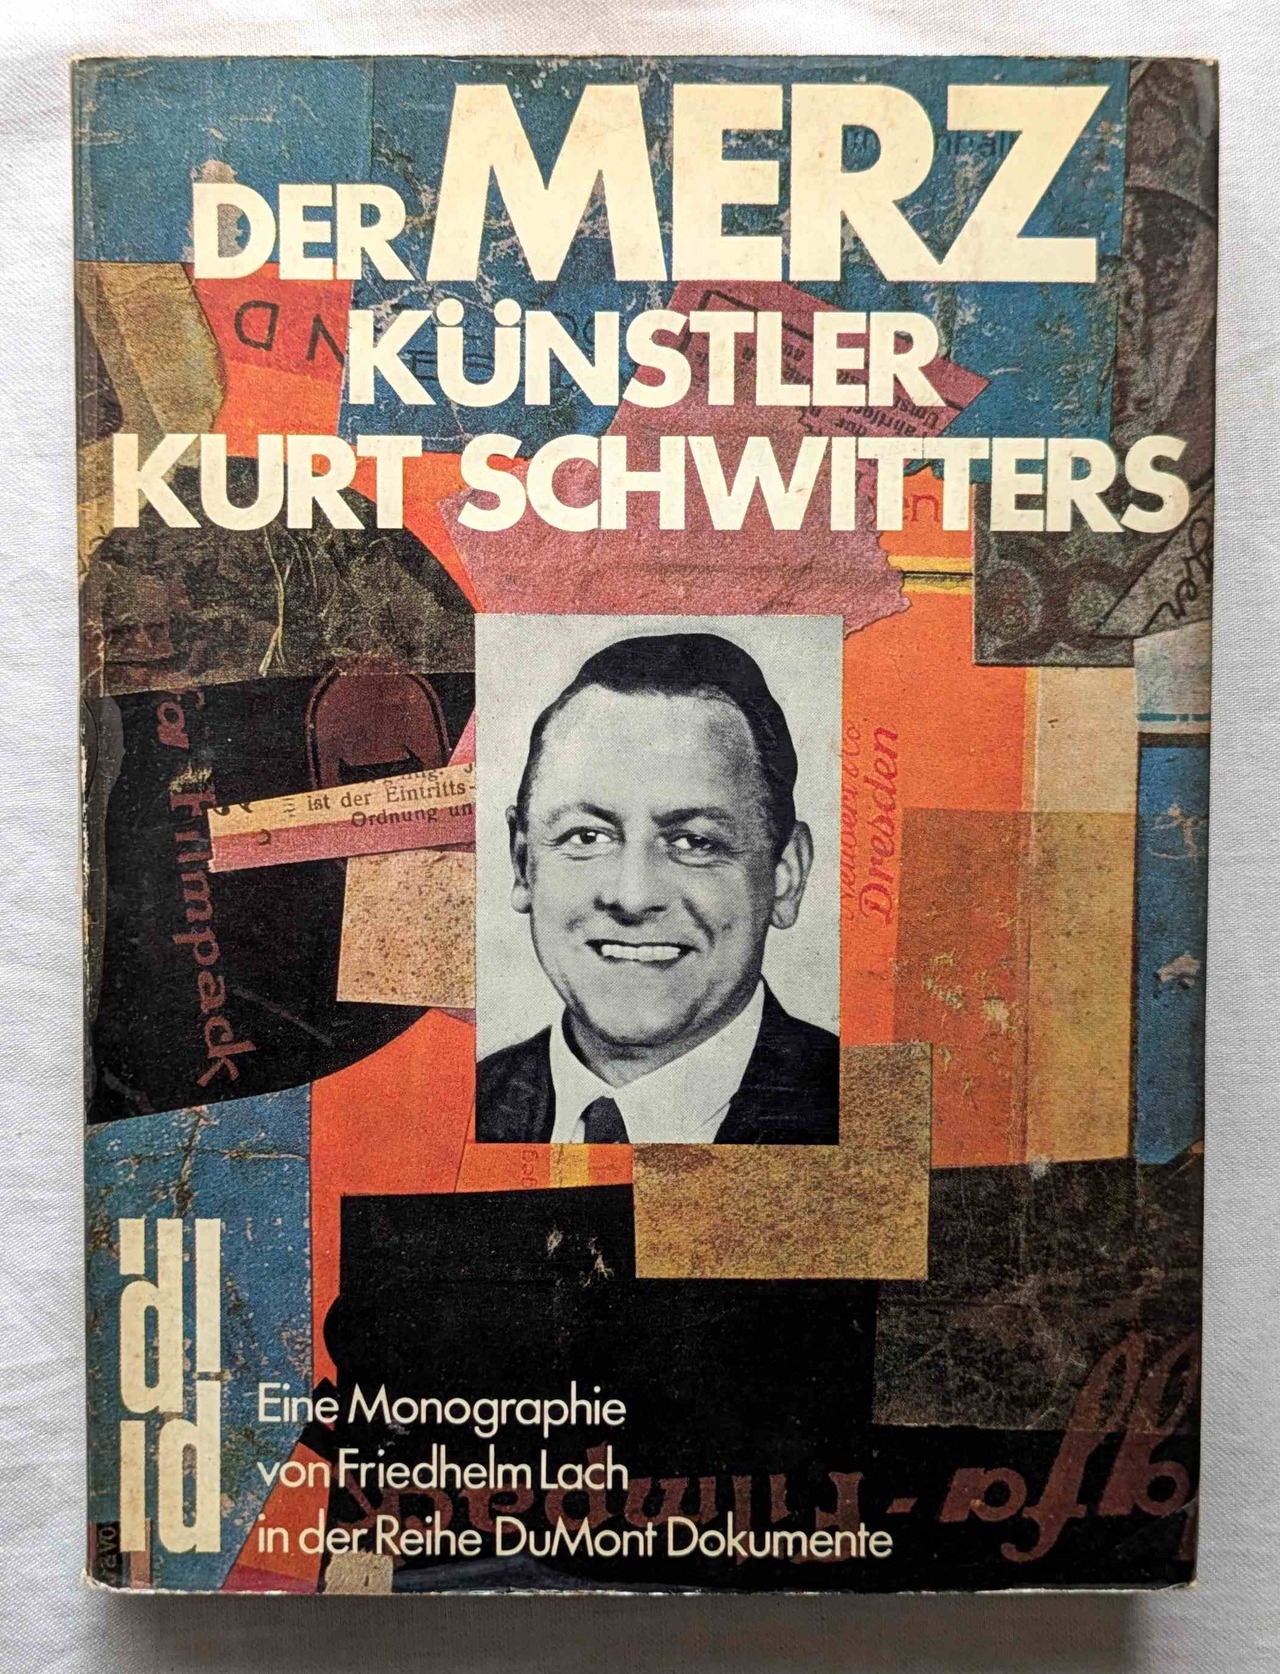 DER MERZ
KÜNSTLER
KURT SCHWITTERS
ist der Eintritts-
Ordnung un
Dresden
Filmpack
Eine Monographie
von Friedhelm Lach
in der Reihe DuMont Dokumente